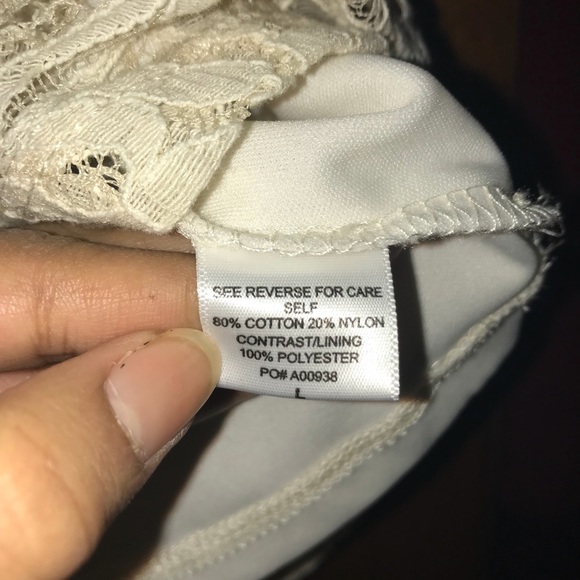 SEE REVERSE FOR CARE
SELF
80% COTTON 20% NYLON
CONTRAST/LINING
100% POLYESTER
PO# A00938
L